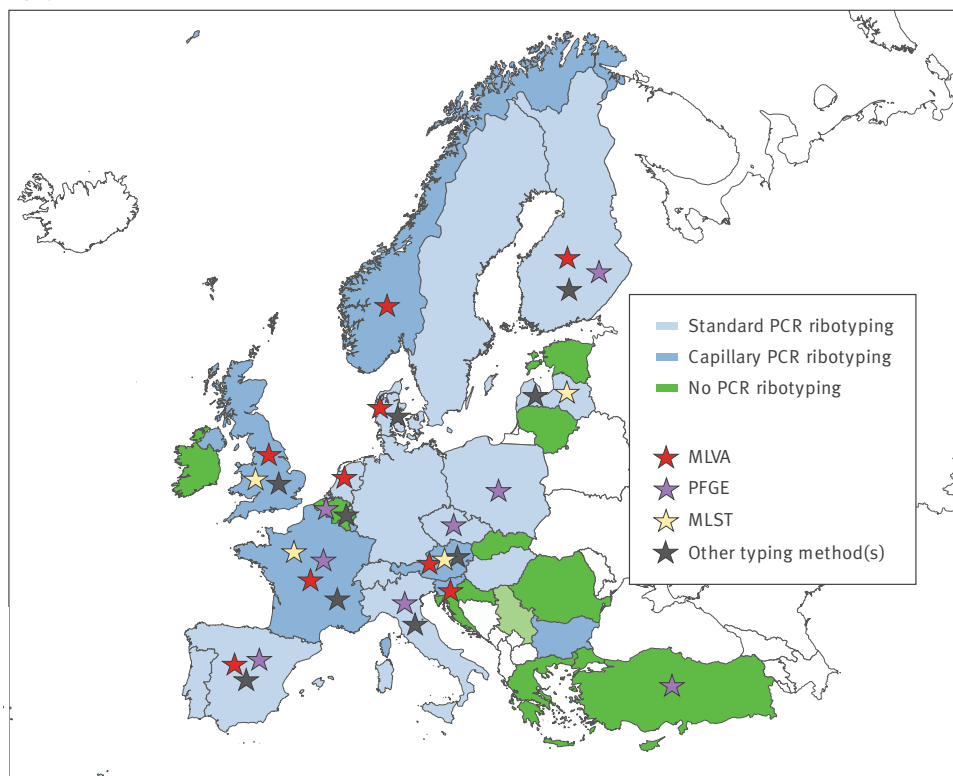 Standard PCR ribotyping
Capillary PCR ribotyping
No PCR ribotyping
MLVA
PFGE
MLST
Other typing method(s)